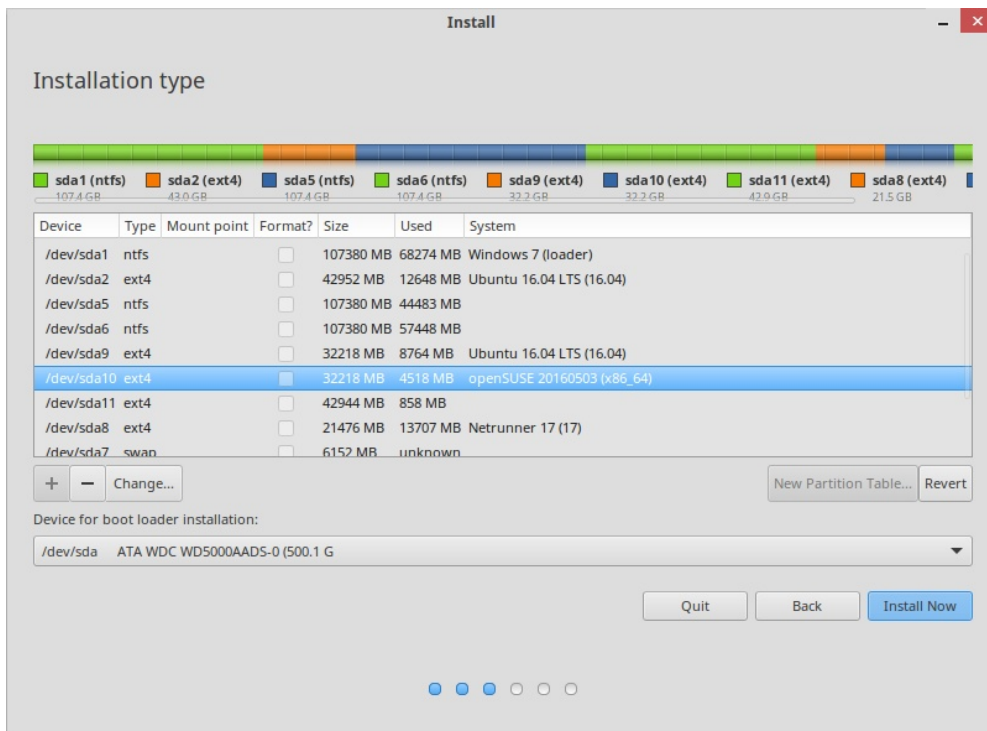 Install
Installation type
sda1 (ntfs) sda2 (ext4) sda5 (ntfs) sda6 (ntfs) sda9 (ext4) sda10 (ext4) sda11 (ext4) sda8 (ext4)
107.4 GB 43.0 GB 107.4 GB 107.4 GB 32.2 GB 32.2 GB 42.9 GB 21.5 GB
Device Type Mount point Format? Size Used System
/dev/sda1 ntfs 107380 MB 68274 MB Windows 7 (loader)
/dev/sda2 ext4 42952 MB 12648 MB Ubuntu 16.04 LTS (16.04)
/dev/sda5 ntfs 107380 MB 44483 MB
/dev/sda6 ntfs 107380 MB 57448 MB
/dev/sda9 ext4 32218 MB 8764 MB Ubuntu 16.04 LTS (16.04)
/dev/sda10 ext4 32218 MB 4518 MB openSUSE 20160503 (x86_64)
/dev/sda11 ext4 42944 MB 858 MB
/dev/sda8 ext4 21476 MB 13707 MB Netrunner 17 (17)
/dev/sda7 swap 6152 MB unknown
+ − Change... New Partition Table... Revert
Device for boot loader installation:
/dev/sda ATA WDC WD5000AADS-0 (500.1 G
Quit Back Install Now